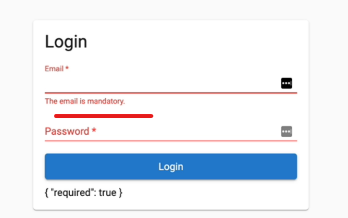 Login
Email *
The email is mandatory.
Password *
Login
{ "required": true }